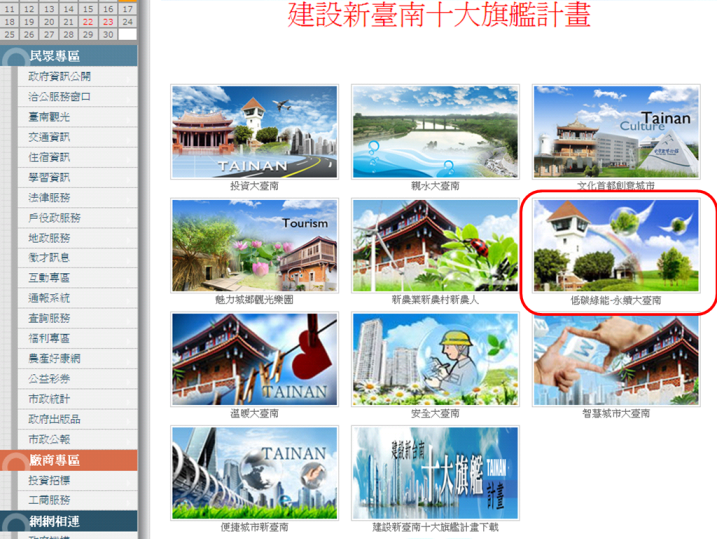 11 12 13 14 15 16 17
18 19 20 21 22 23 24
25 26 27 28 29 30
民眾專區
政府資訊公開
洽公服務窗口
臺南觀光
交通資訊
住宿資訊
學習資訊
法律服務
戶役政服務
地政服務
徵才訊息
互動專區
通報系統
查詢服務
福利專區
農產好康網
公益彩券
市政統計
政府出版品
市政公報
廠商專區
投資招標
工商服務
網網相連
建設新臺南十大旗艦計畫
TAINAN
投資大臺南
親水大臺南
Tainan
Culture
文化首都創意城市
Tourism
魅力城鄉觀光樂園
新農業新農村新農人
低碳綠能-永續大臺南
TAINAN
溫暖大臺南
安全大臺南
W
智慧城市大臺南
TAINAN
便捷城市新臺南
建設新台南
十大旗艦
TAINAN
計畫
建設新臺南十大旗艦計畫下載